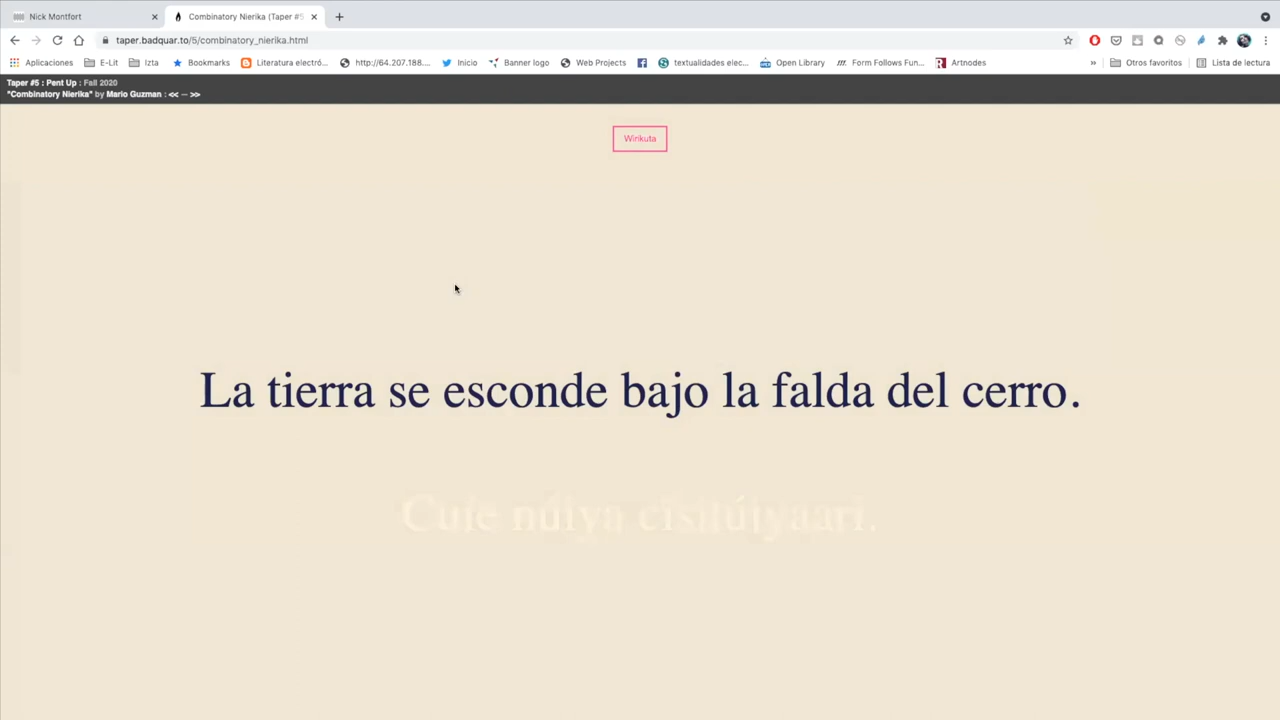 Nick Montfort
Combinatory Nierika (Taper #5
taper.badquar.to/5/combinatory_nierika.html
Aplicaciones E-Lit Izta Bookmarks Literatura electró... http://64.207.188.... Inicio Banner logo Web Projects textualidades elec... Open Library Form Follows Fun... Artnodes » Otros favoritos Lista de lectura
Taper #5 : Pent Up : Fall 2020
"Combinatory Nierika" by Mario Guzman : << — >>
Wirikuta
La tierra se esconde bajo la falda del cerro.